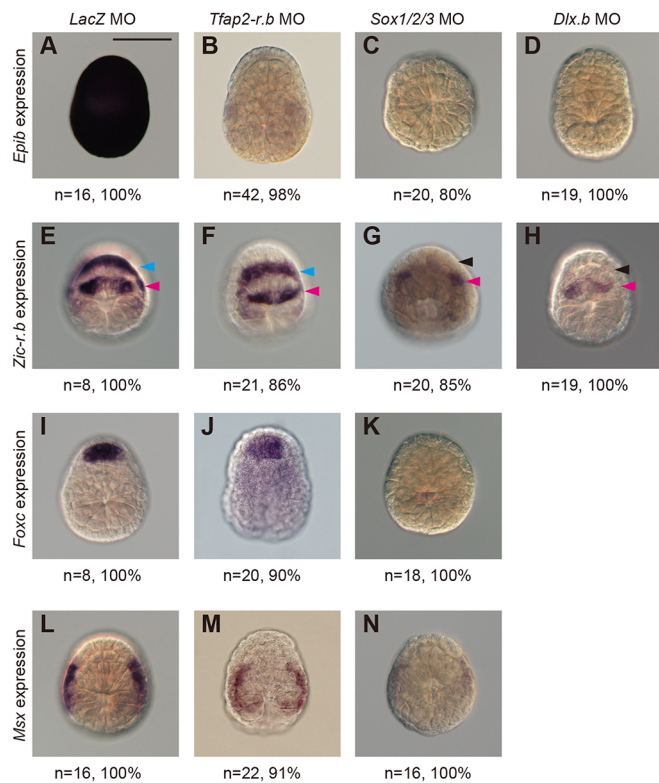 LacZ MO Tfap2-r.b MO Sox1/2/3 MO Dlx.b MO
Epib expression
A B C D
n=16, 100% n=42, 98% n=20, 80% n=19, 100%
Zic-r.b expression
E F G H
n=8, 100% n=21, 86% n=20, 85% n=19, 100%
Foxc expression
I J K
n=8, 100% n=20, 90% n=18, 100%
Msx expression
L M N
n=16, 100% n=22, 91% n=16, 100%